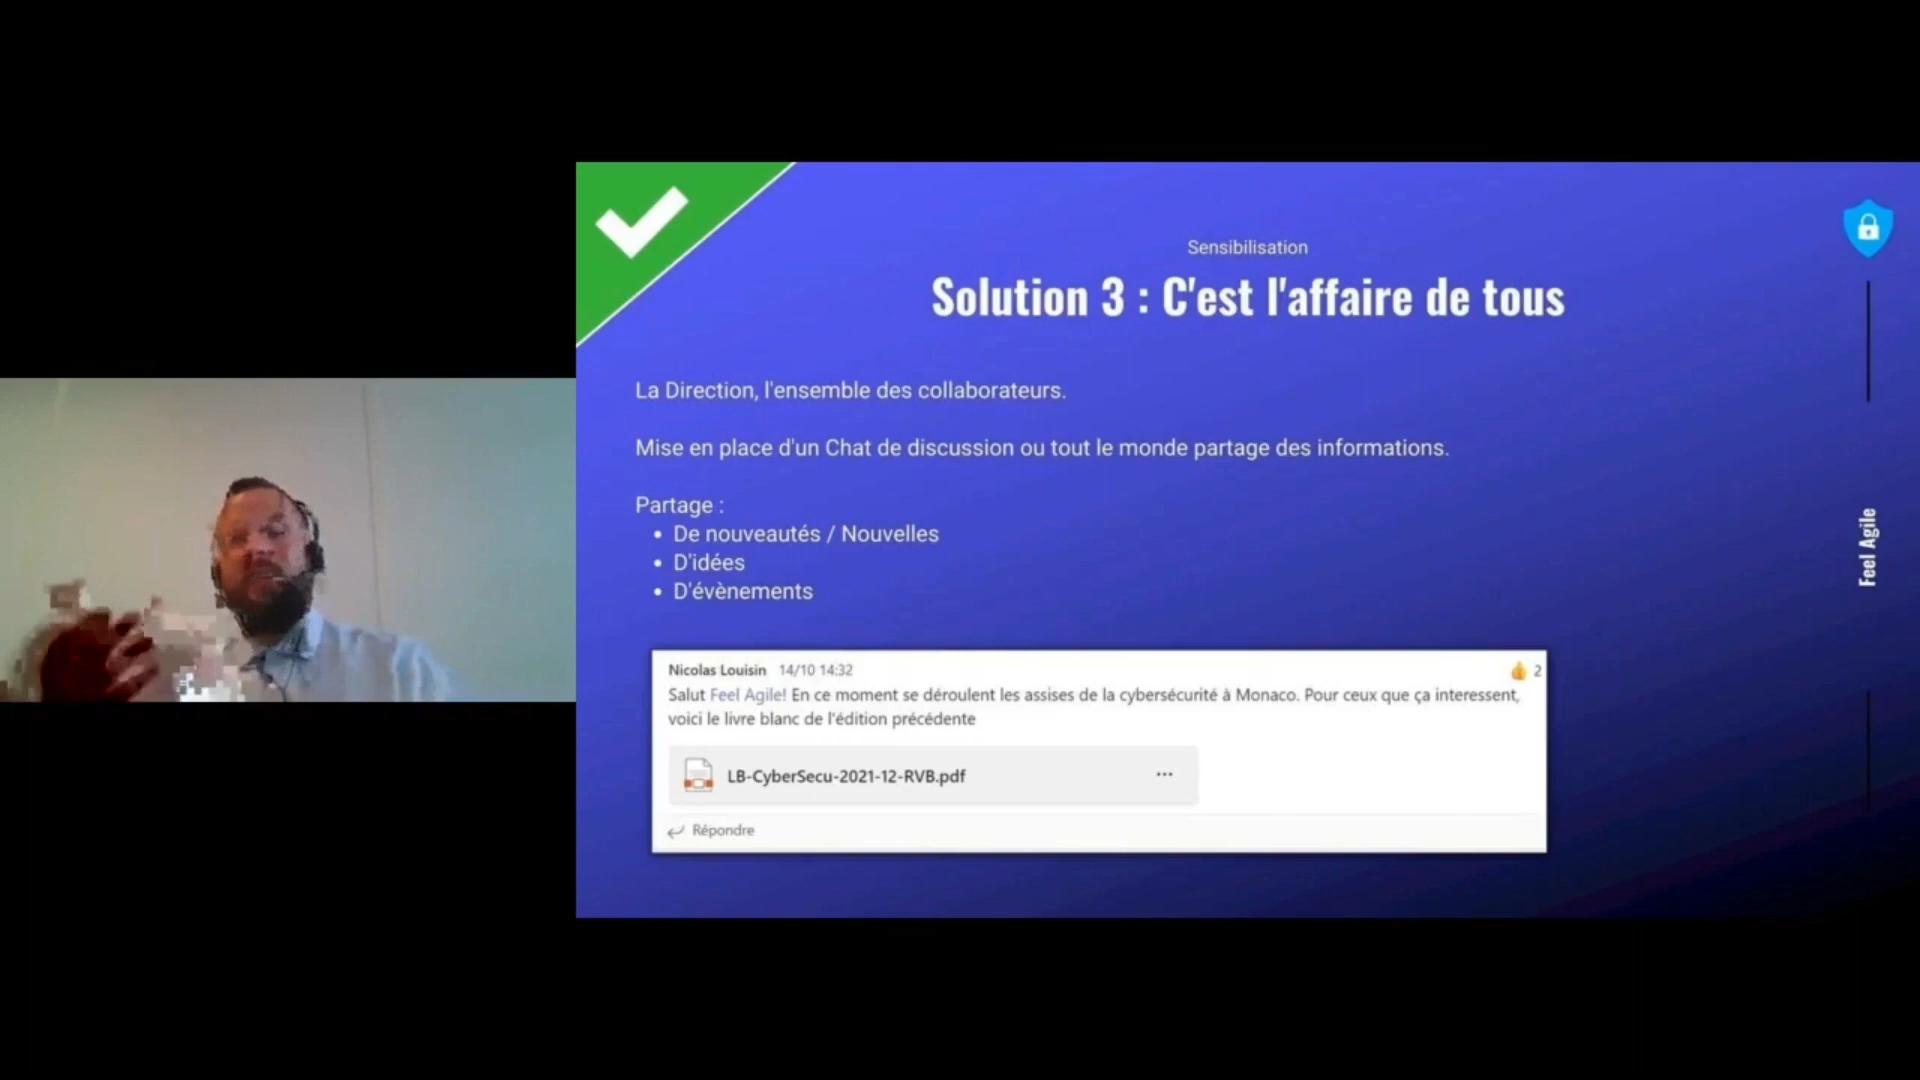 Sensibilisation
Solution 3 : C'est l'affaire de tous
La Direction, l'ensemble des collaborateurs.
Mise en place d'un Chat de discussion ou tout le monde partage des informations.
Partage :
• De nouveautés / Nouvelles
• D'idées
• D'évènements
Nicolas Louisin 14/10 14:32
2
Salut Feel Agile! En ce moment se déroulent les assises de la cybersécurité à Monaco. Pour ceux que ça interessent,
voici le livre blanc de l'édition précédente
LB-CyberSecu-2021-12-RVB.pdf
Répondre
Feel Agile